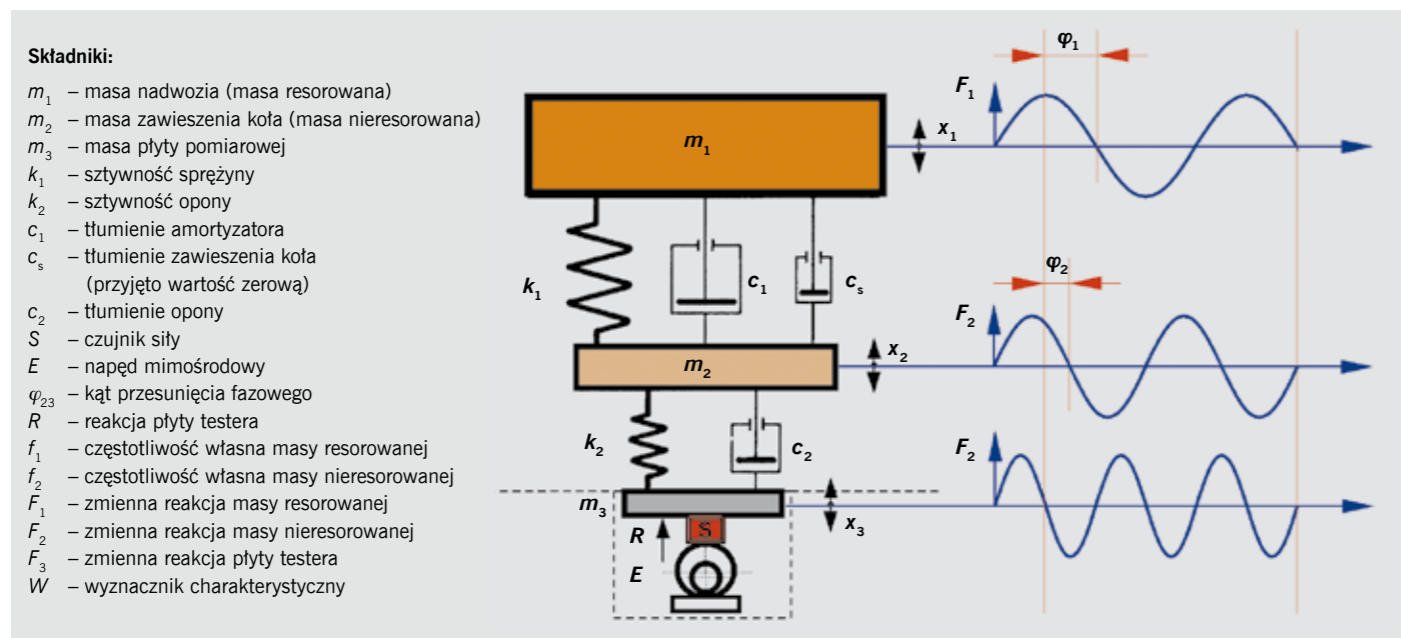 Składniki:
m1 – masa nadwozia (masa resorowana)
m2 – masa zawieszenia koła (masa nieresorowana)
m3 – masa płyty pomiarowej
k1 – sztywność sprężyny
k2 – sztywność opony
c1 – tłumienie amortyzatora
cs – tłumienie zawieszenia koła
(przyjęto wartość zerową)
c2 – tłumienie opony
S – czujnik siły
E – napęd mimośrodowy
φ23 – kąt przesunięcia fazowego
R – reakcja płyty testera
f1 – częstotliwość własna masy resorowanej
f2 – częstotliwość własna masy nieresorowanej
F1 – zmienna reakcja masy resorowanej
F2 – zmienna reakcja masy nieresorowanej
F3 – zmienna reakcja płyty testera
W – wyznacznik charakterystyczny
m1
x1
k1
c1
cs
m2
x2
k2
c2
m3
x3
R
S
E
φ1
F1
φ2
F2
F2